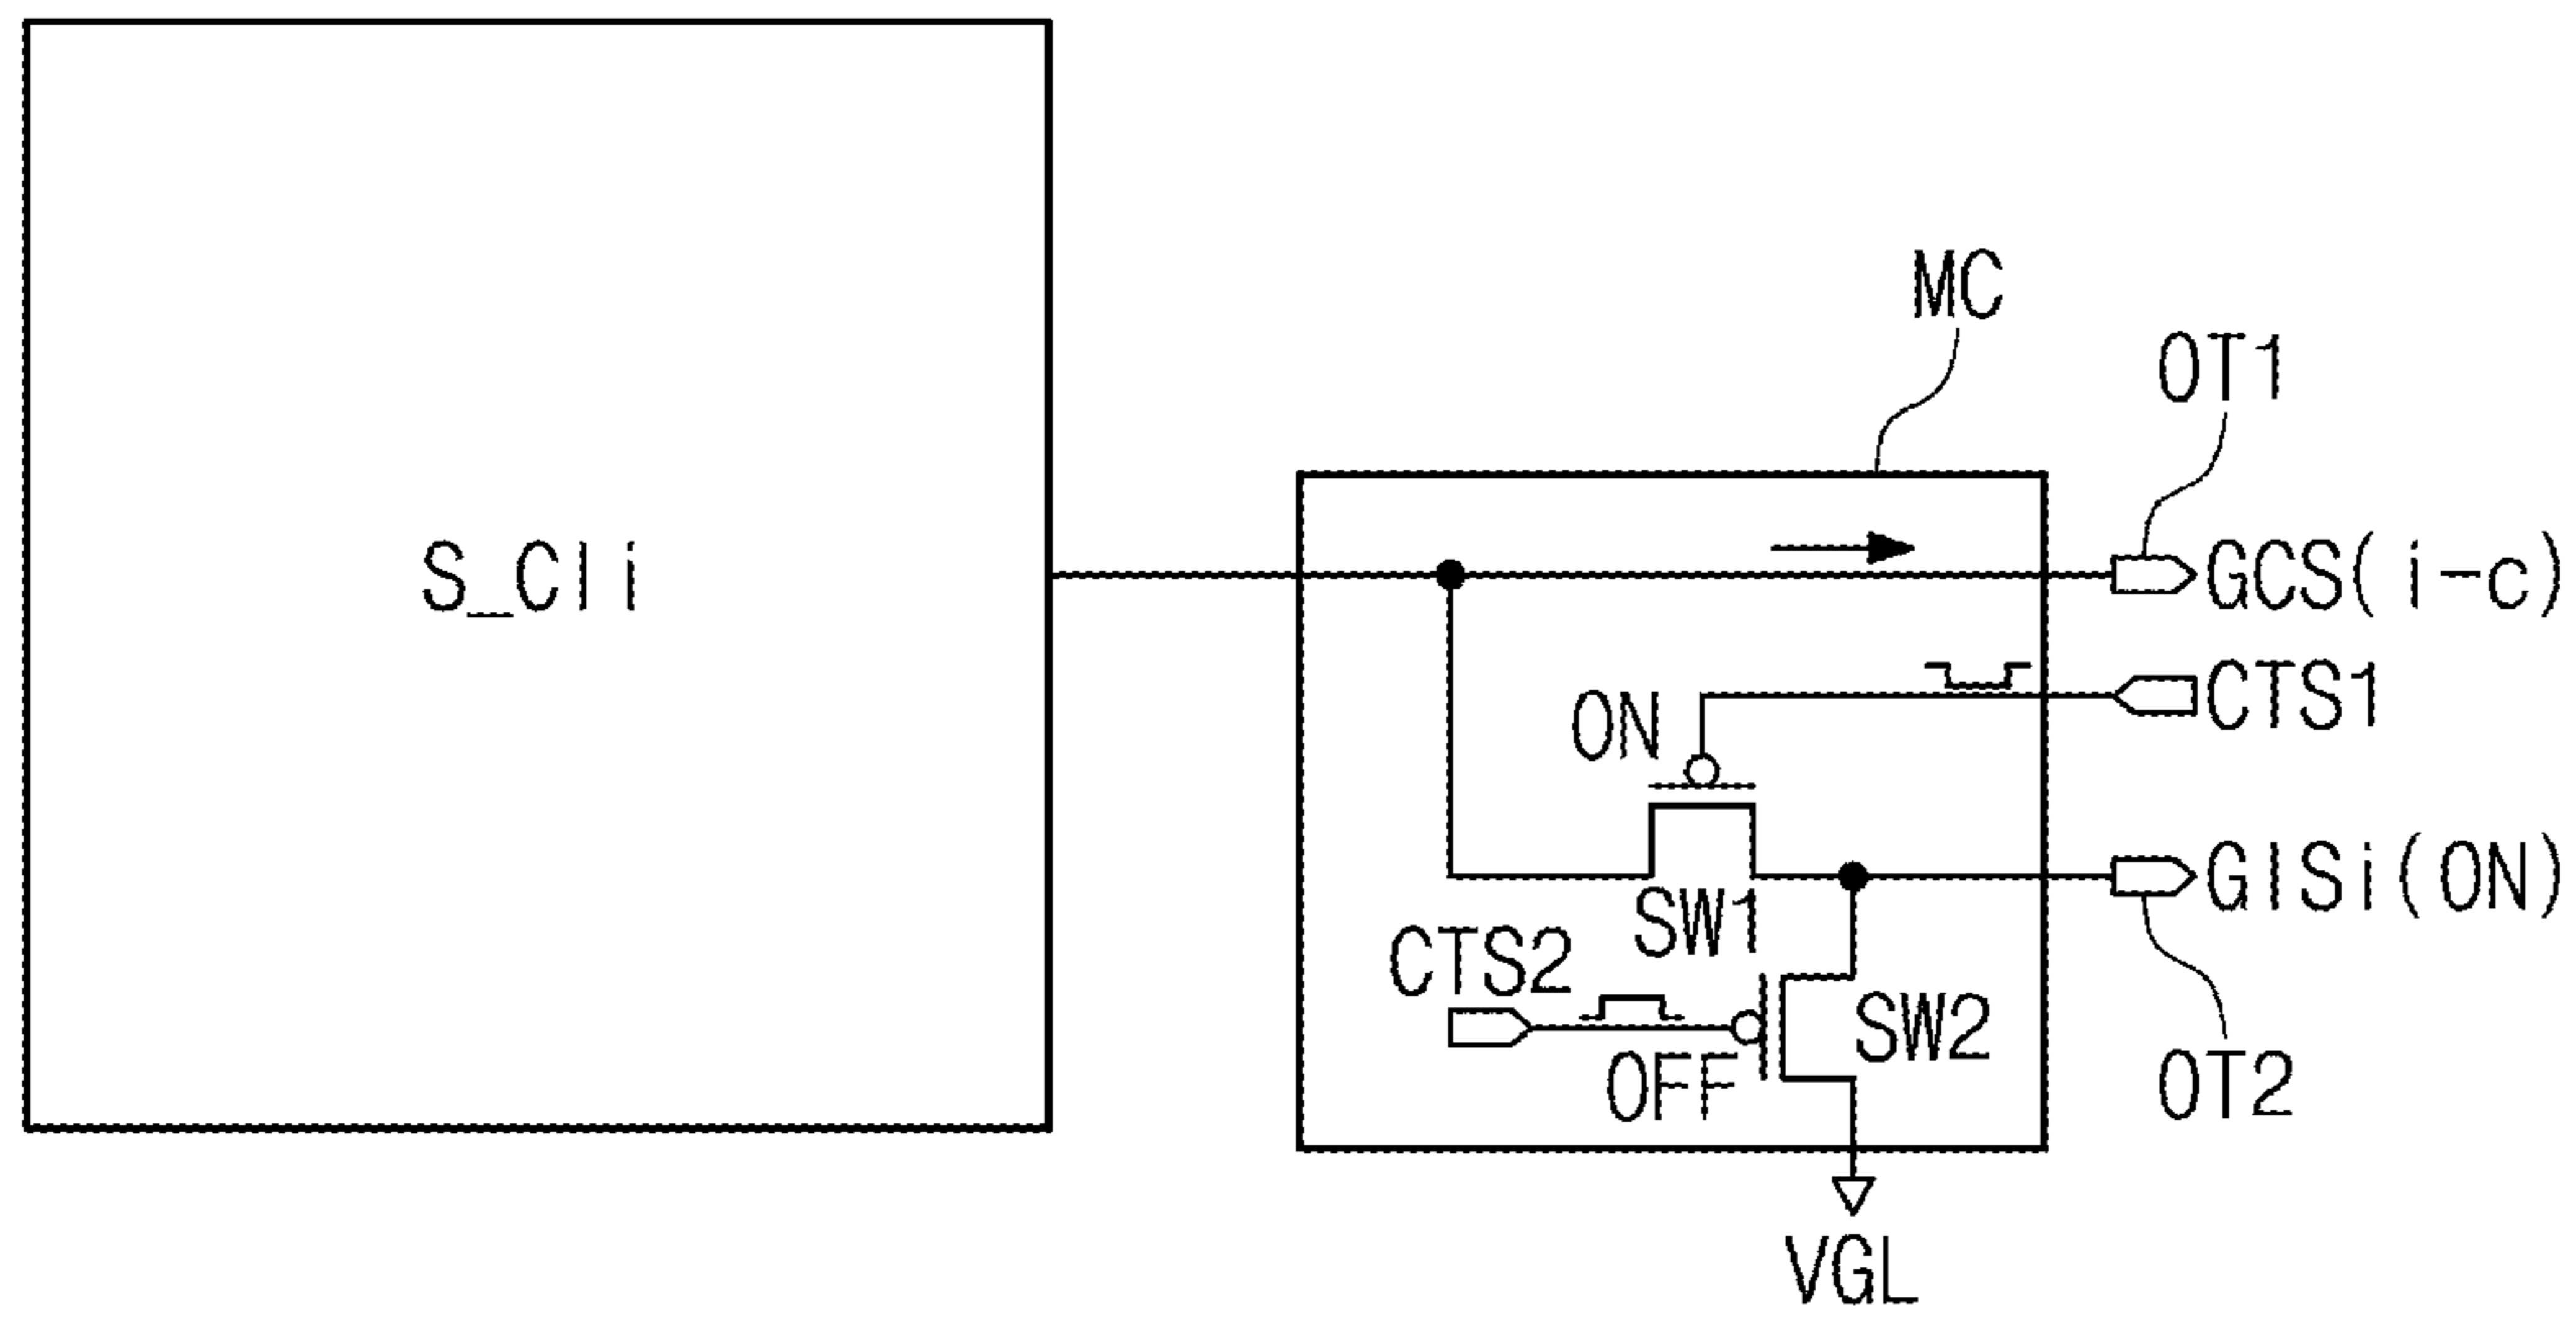 MC
OT1
S_CIi
GCS(i-c)
CTS1
ON
GISi(ON)
SW1
CTS2
SW2
OFF
OT2
VGL